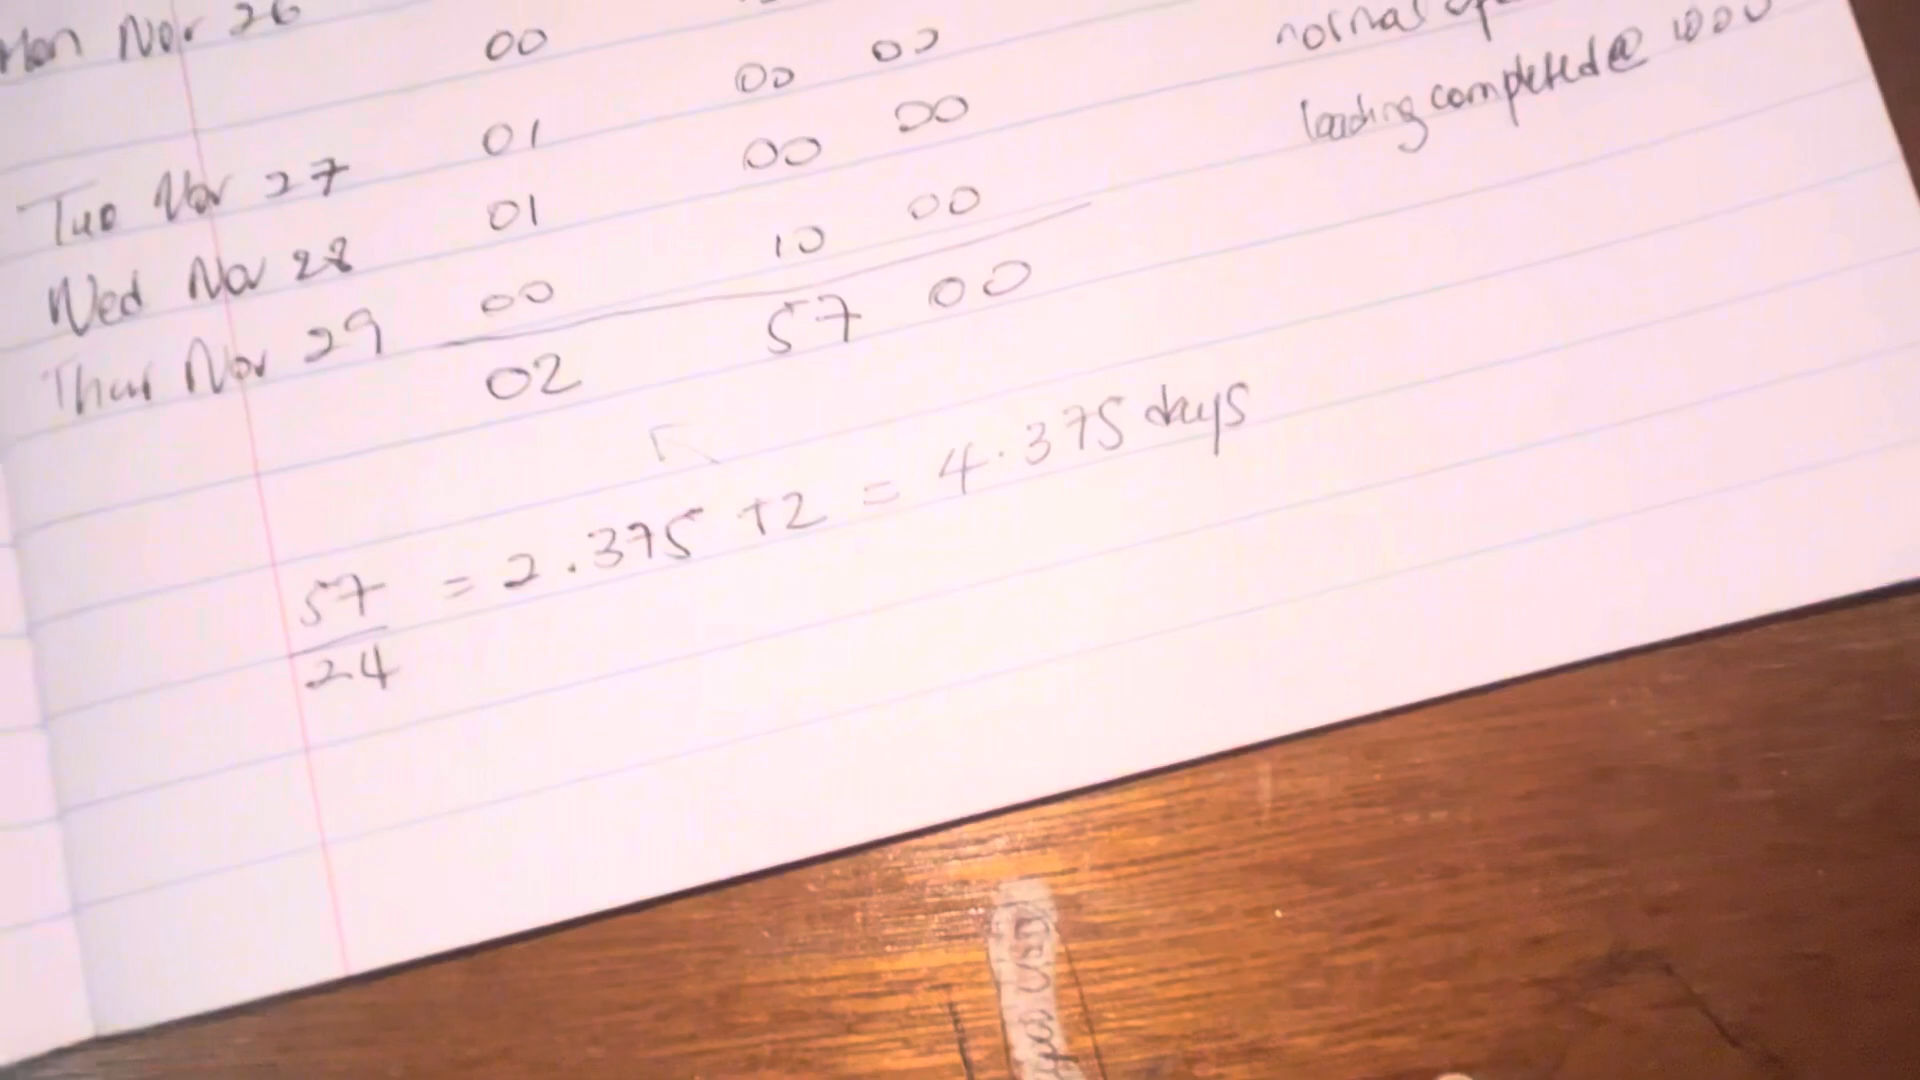 Mon Nov 26 00 00 00 normal
Tue Nov 27 01 00 00 loading completed @ 1000
Wed Nov 28 01 10 00
Thur Nov 29 00
02 57 00
57/24 = 2.375 + 2 = 4.375 days